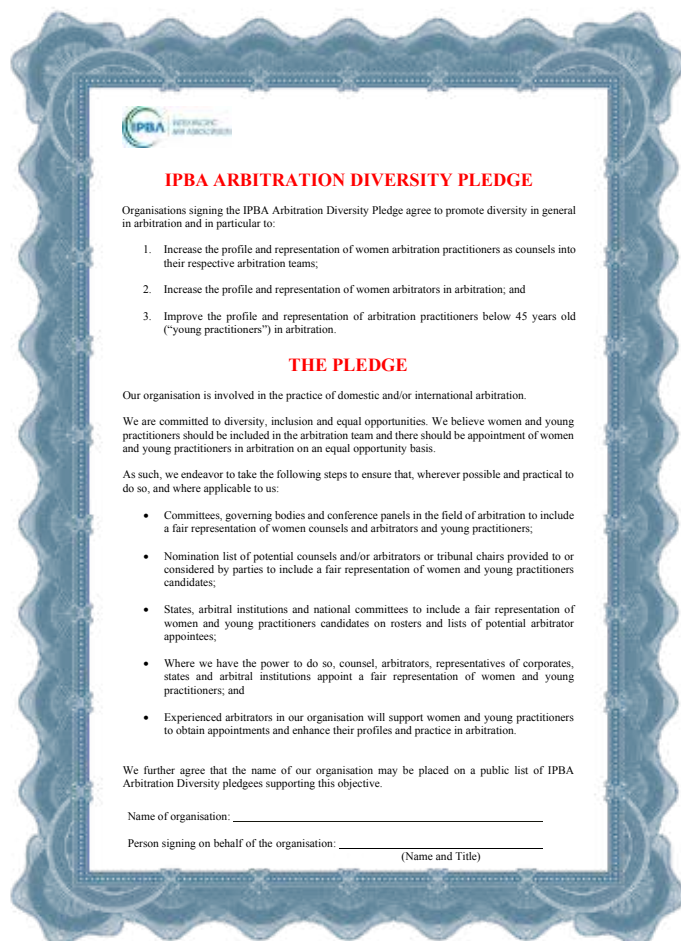 IPBA
INTER-PACIFIC
BAR ASSOCIATION
IPBA ARBITRATION DIVERSITY PLEDGE
Organisations signing the IPBA Arbitration Diversity Pledge agree to promote diversity in general
in arbitration and in particular to:
1. Increase the profile and representation of women arbitration practitioners as counsels into
their respective arbitration teams;
2. Increase the profile and representation of women arbitrators in arbitration; and
3. Improve the profile and representation of arbitration practitioners below 45 years old
(“young practitioners”) in arbitration.
THE PLEDGE
Our organisation is involved in the practice of domestic and/or international arbitration.
We are committed to diversity, inclusion and equal opportunities. We believe women and young
practitioners should be included in the arbitration team and there should be appointment of women
and young practitioners in arbitration on an equal opportunity basis.
As such, we endeavor to take the following steps to ensure that, wherever possible and practical to
do so, and where applicable to us:
• Committees, governing bodies and conference panels in the field of arbitration to include
a fair representation of women counsels and arbitrators and young practitioners;
• Nomination list of potential counsels and/or arbitrators or tribunal chairs provided to or
considered by parties to include a fair representation of women and young practitioners
candidates;
• States, arbitral institutions and national committees to include a fair representation of
women and young practitioners candidates on rosters and lists of potential arbitrator
appointees;
• Where we have the power to do so, counsel, arbitrators, representatives of corporates,
states and arbitral institutions appoint a fair representation of women and young
practitioners; and
• Experienced arbitrators in our organisation will support women and young practitioners
to obtain appointments and enhance their profiles and practice in arbitration.
We further agree that the name of our organisation may be placed on a public list of IPBA
Arbitration Diversity pledgees supporting this objective.
Name of organisation:
Person signing on behalf of the organisation:
(Name and Title)